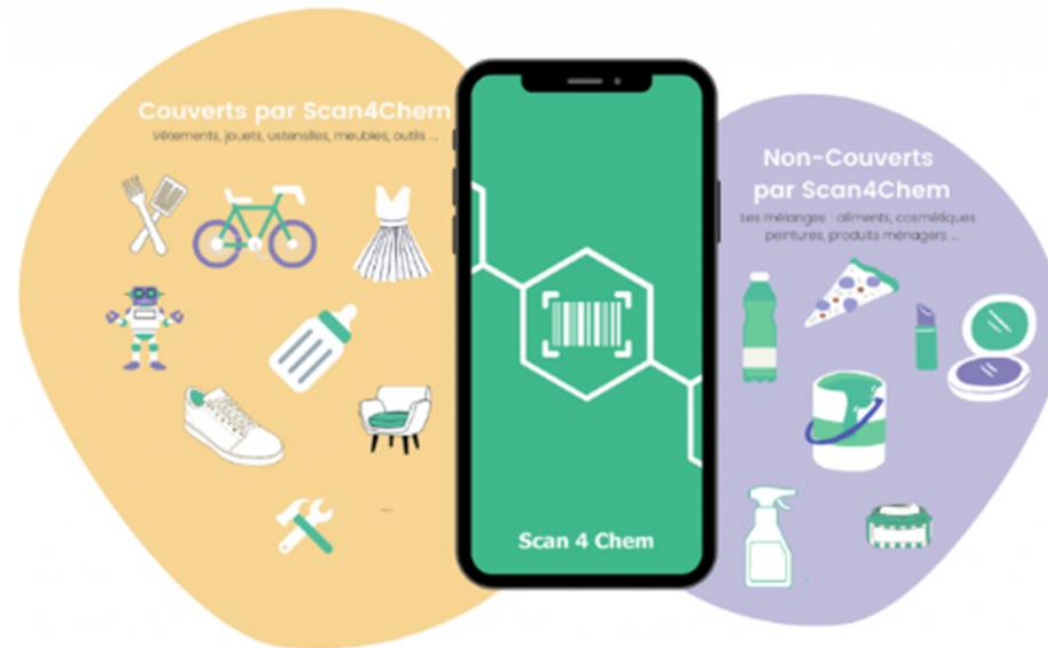 Couverts par Scan4Chem
Vêtements, jouets, ustensiles, meubles, outils ...
Scan 4 Chem
Non-Couverts
par Scan4Chem
Les mélanges : aliments, cosmétiques
peintures, produits ménagers ...